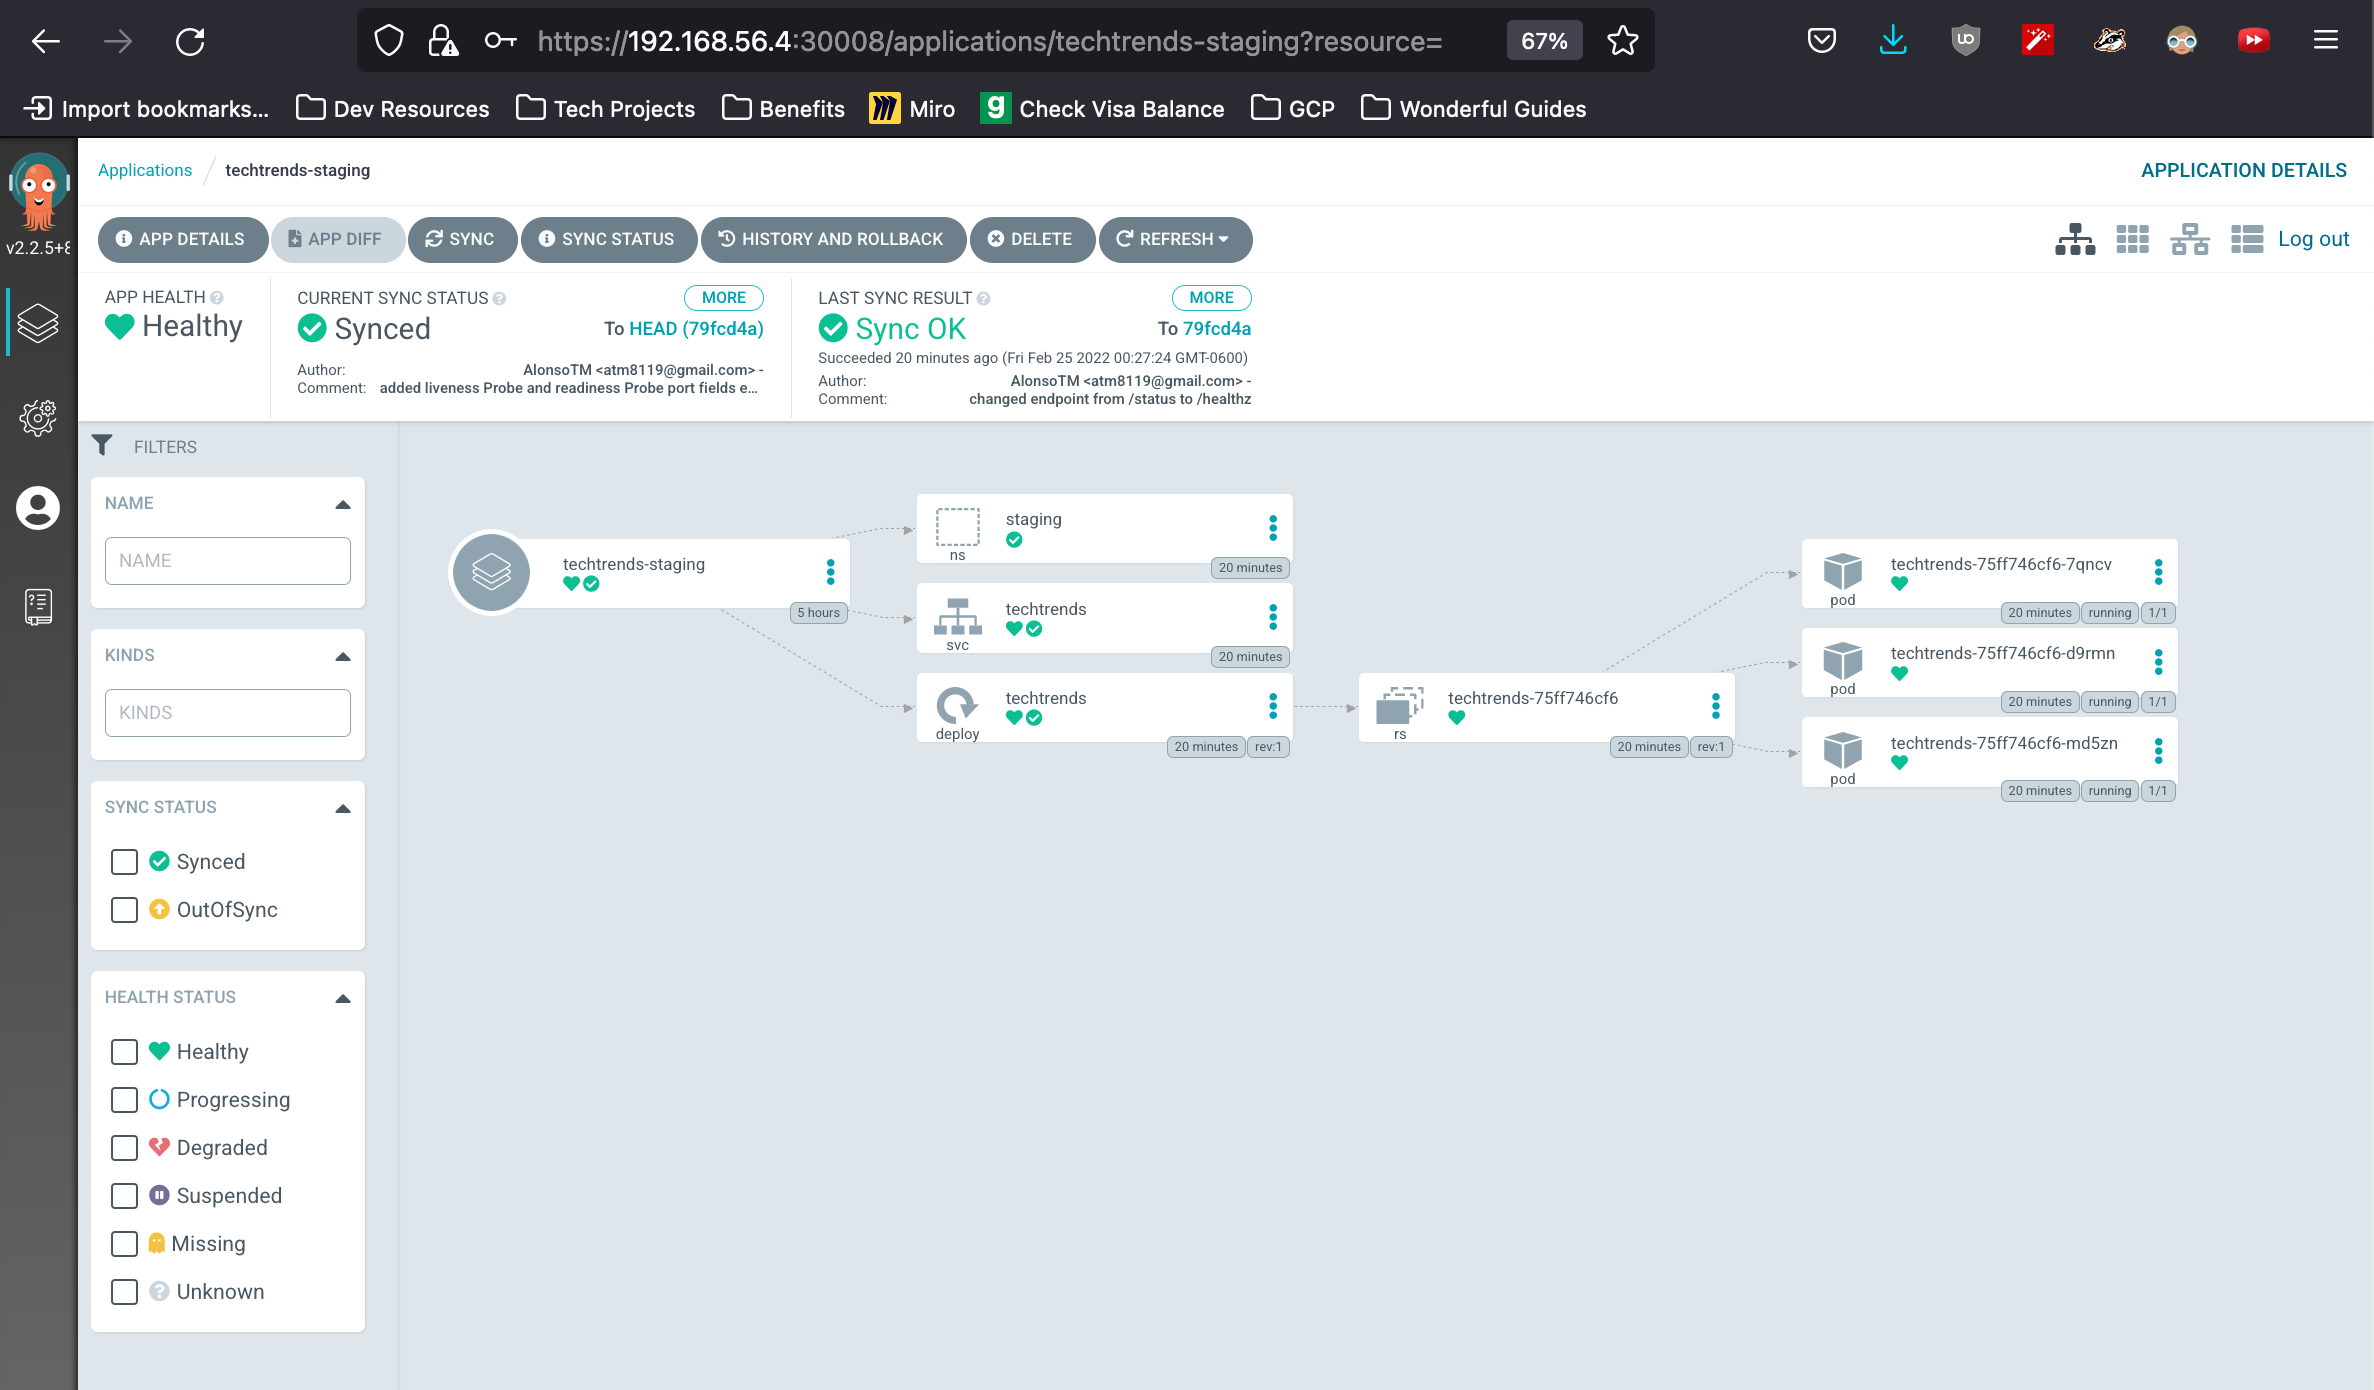 https://192.168.56.4:30008/applications/techtrends-staging?resource= 67%
Import bookmarks... Dev Resources Tech Projects Benefits Miro Check Visa Balance GCP Wonderful Guides
Applications / techtrends-staging APPLICATION DETAILS
v2.2.5+8
APP DETAILS APP DIFF SYNC SYNC STATUS HISTORY AND ROLLBACK DELETE REFRESH Log out
APP HEALTH
Healthy
CURRENT SYNC STATUS MORE
Synced To HEAD (79fcd4a)
Author: AlonsoTM <atm8119@gmail.com> -
Comment: added liveness Probe and readiness Probe port fields e...
LAST SYNC RESULT MORE
Sync OK To 79fcd4a
Succeeded 20 minutes ago (Fri Feb 25 2022 00:27:24 GMT-0600)
Author: AlonsoTM <atm8119@gmail.com> -
Comment: changed endpoint from /status to /healthz
FILTERS
NAME
NAME
KINDS
KINDS
SYNC STATUS
Synced
OutOfSync
HEALTH STATUS
Healthy
Progressing
Degraded
Suspended
Missing
Unknown
techtrends-staging
5 hours
staging
ns
20 minutes
techtrends
svc
20 minutes
techtrends
deploy
20 minutes rev:1
techtrends-75ff746cf6
rs
20 minutes rev:1
techtrends-75ff746cf6-7qncv
pod
20 minutes running 1/1
techtrends-75ff746cf6-d9rmn
pod
20 minutes running 1/1
techtrends-75ff746cf6-md5zn
pod
20 minutes running 1/1